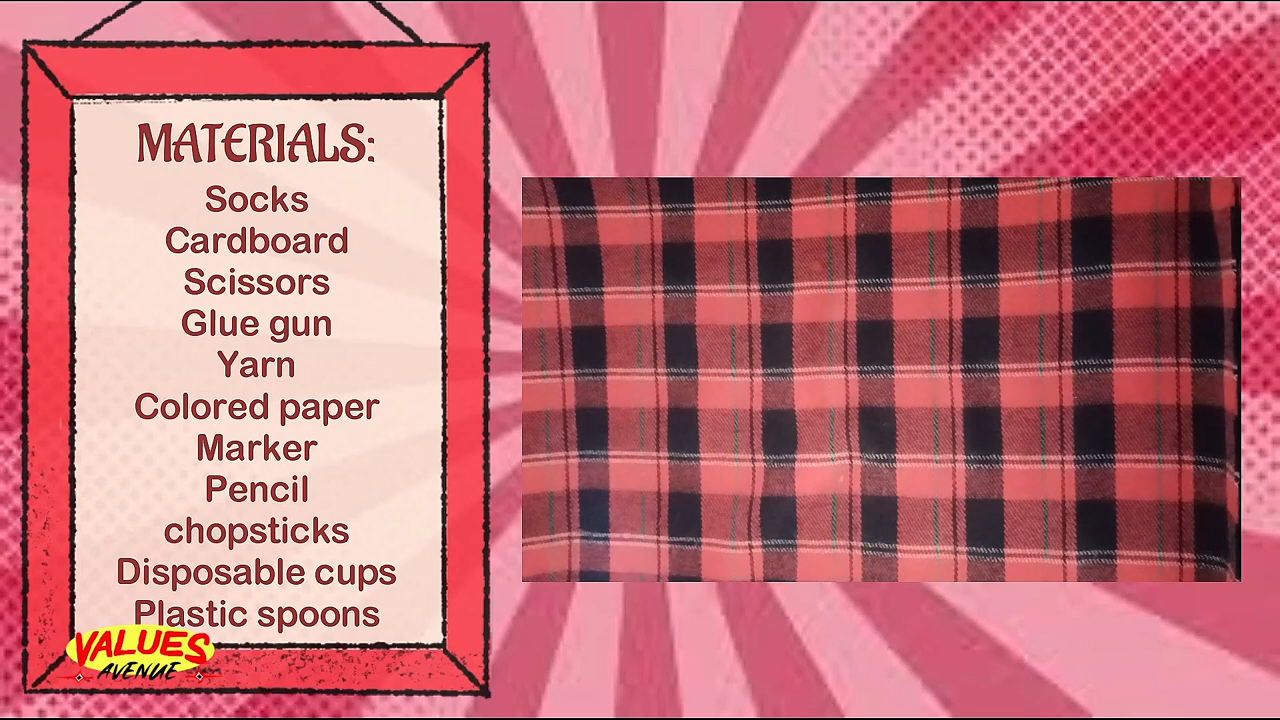 MATERIALS:
Socks
Cardboard
Scissors
Glue gun
Yarn
Colored paper
Marker
Pencil
chopsticks
Disposable cups
Plastic spoons
VALUES
AVENUE